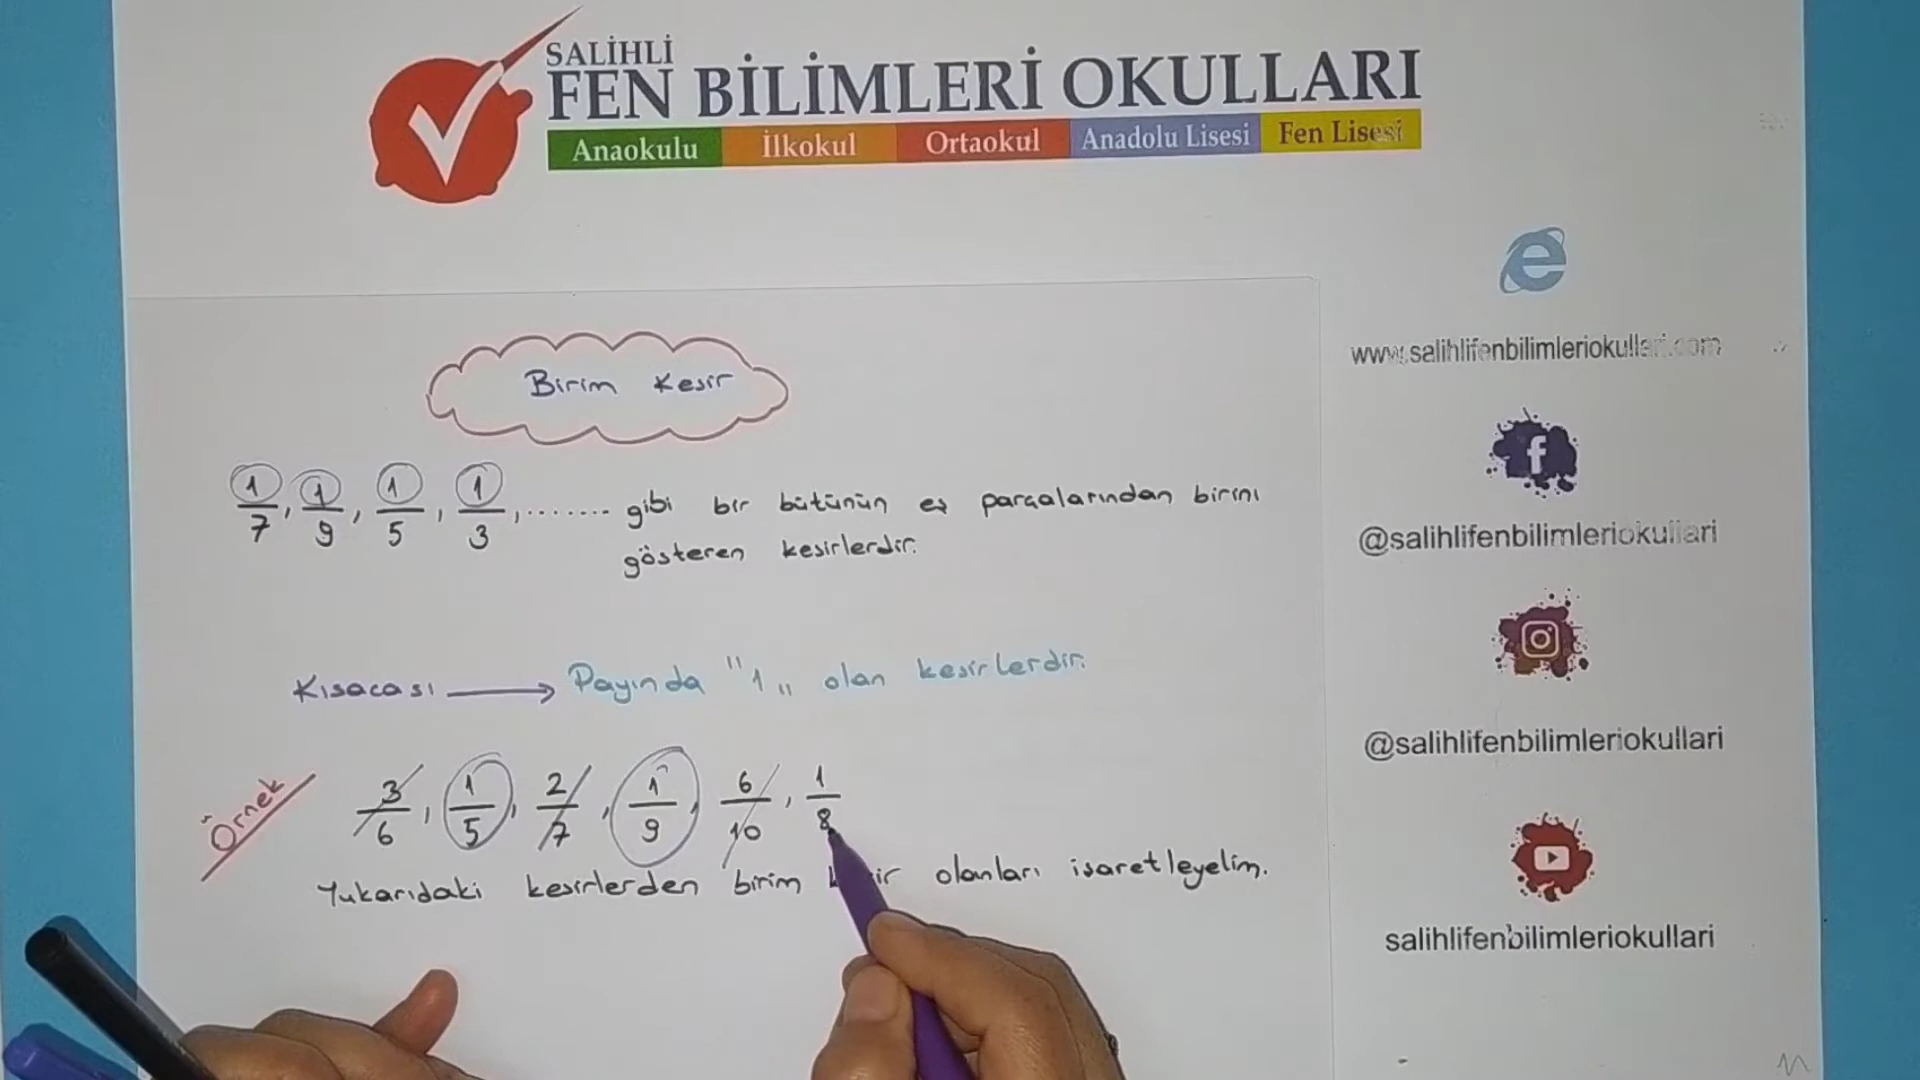 SALİHLİ
FEN BİLİMLERİ OKULLARI
Anaokulu İlkokul Ortaokul Anadolu Lisesi Fen Lisesi
www.salihlifenbilimleriokullari.com
Birim Kesir
1/7, 1/9, 1/5, 1/3, ........ gibi bir bütünün eş parçalarından birini
gösteren kesirlerdir.
@salihlifenbilimleriokullari
Kısacası → Payında "1" olan kesirlerdir.
@salihlifenbilimleriokullari
Örnek
3/6, 1/5, 2/7, 1/9, 6/10, 1/8
Yukarıdaki kesirlerden birim olanları işaretleyelim.
salihlifenbilimleriokullari